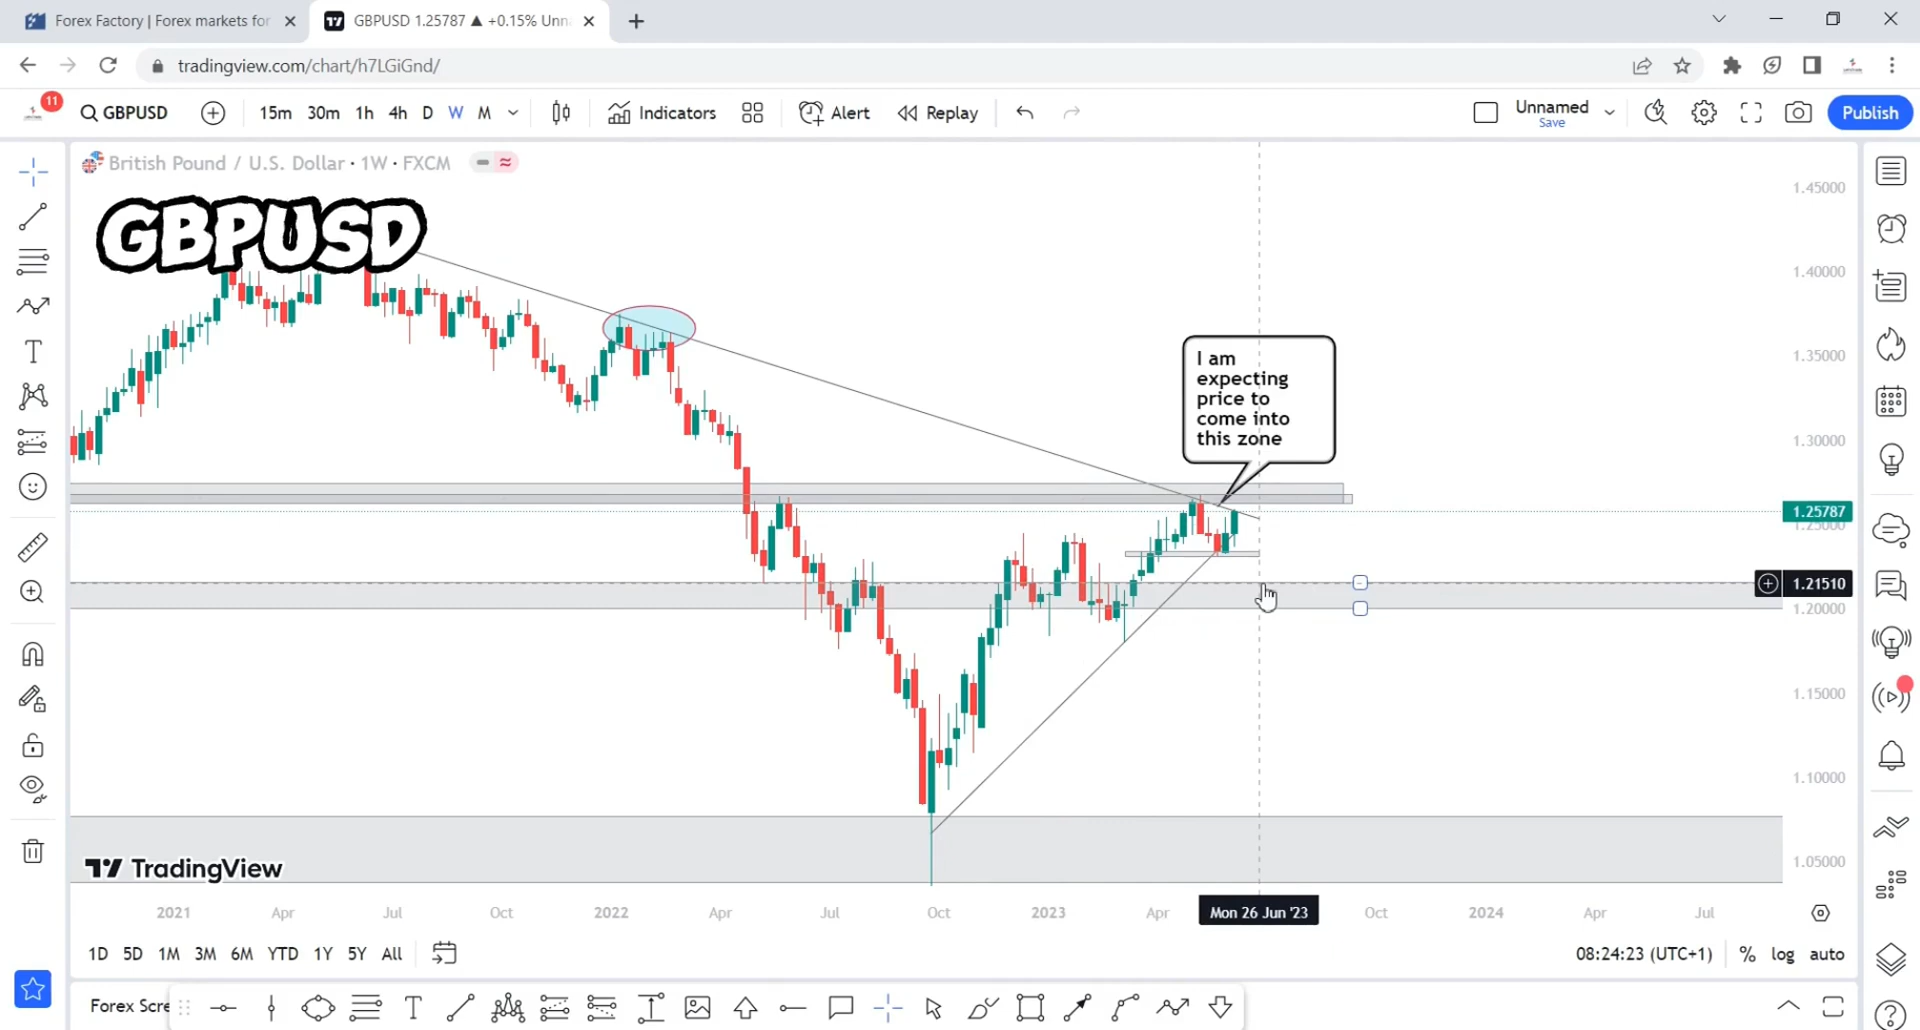 Forex Factory | Forex markets for
GBPUSD 1.25787 ▲ +0.15% Unn
tradingview.com/chart/h7LGiGnd/
11
GBPUSD 15m 30m 1h 4h D W M Indicators Alert Replay
Unnamed
Save
Publish
British Pound / U.S. Dollar · 1W · FXCM
GBPUSD
I am
expecting
price to
come into
this zone
1.45000
1.40000
1.35000
1.30000
1.25787
1.25000
1.21510
1.20000
1.15000
1.10000
1.05000
TradingView
2021 Apr Jul Oct 2022 Apr Jul Oct 2023 Apr Mon 26 Jun '23 Oct 2024 Apr Jul
1D 5D 1M 3M 6M YTD 1Y 5Y All 08:24:23 (UTC+1) % log auto
Forex Scre